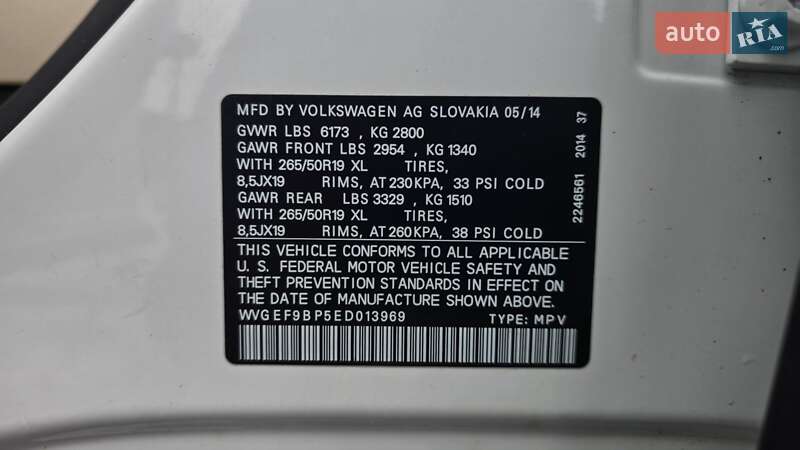 auto RIA .com
MFD BY VOLKSWAGEN AG SLOVAKIA 05/14
GVWR LBS 6173 , KG 2800
GAWR FRONT LBS 2954 , KG 1340
WITH 265/50R19 XL TIRES,
8,5JX19 RIMS, AT 230KPA, 33 PSI COLD
GAWR REAR LBS 3329 , KG 1510
WITH 265/50R19 XL TIRES,
8,5JX19 RIMS, AT 260KPA, 38 PSI COLD
THIS VEHICLE CONFORMS TO ALL APPLICABLE
U. S. FEDERAL MOTOR VEHICLE SAFETY AND
THEFT PREVENTION STANDARDS IN EFFECT ON
THE DATE OF MANUFACTURE SHOWN ABOVE.
WVGEF9BP5ED013969 TYPE: MPV
2246561 2014 37